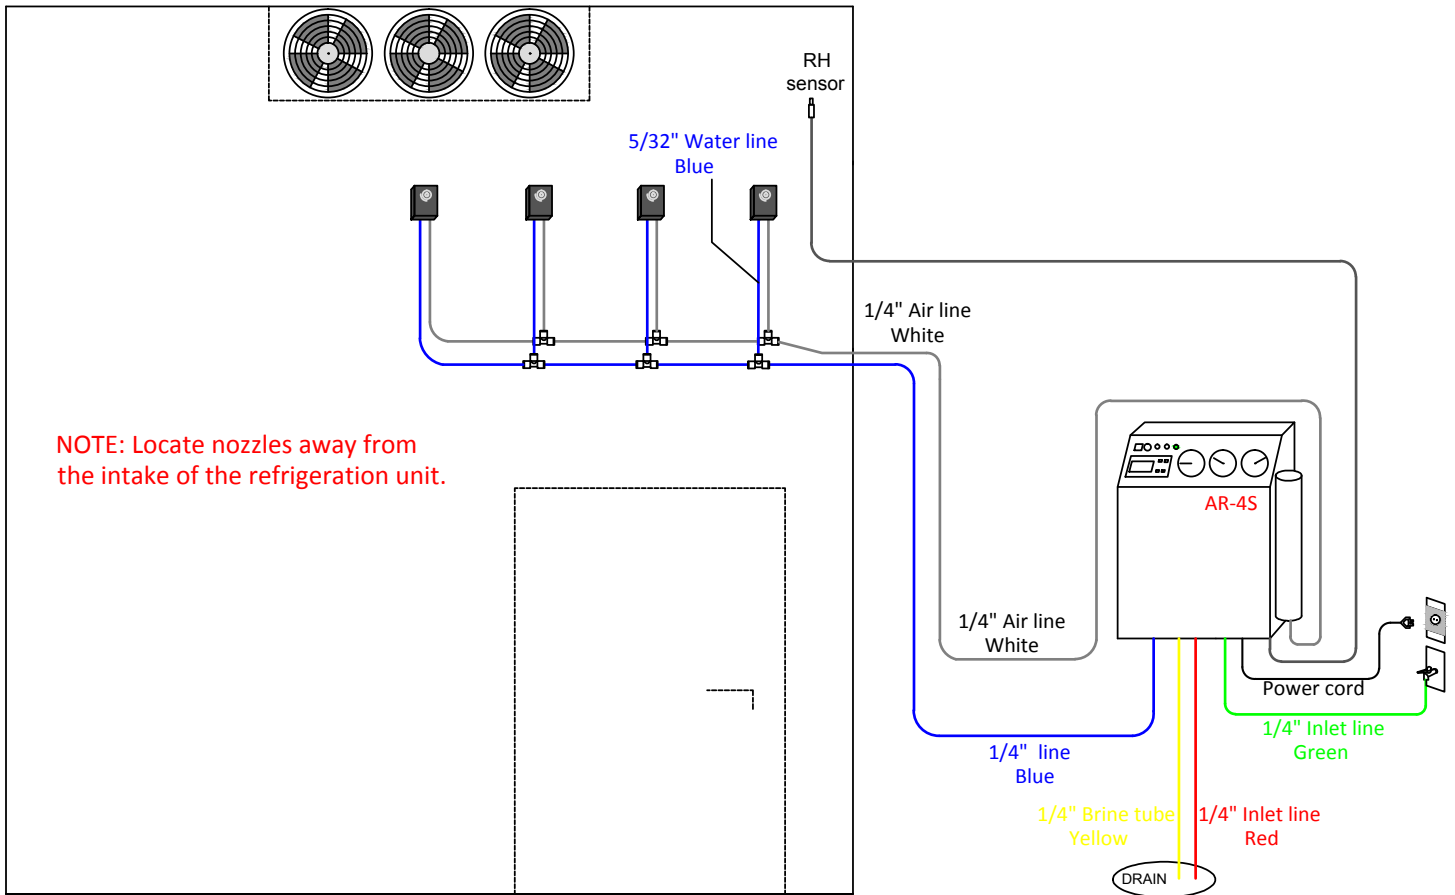 RH
sensor
5/32" Water line
Blue
1/4" Air line
White
NOTE: Locate nozzles away from
the intake of the refrigeration unit.
AR-4S
1/4" Air line
White
Power cord
1/4" Inlet line
Green
1/4"  line
Blue
1/4" Brine tube
Yellow
1/4" Inlet line
Red
DRAIN